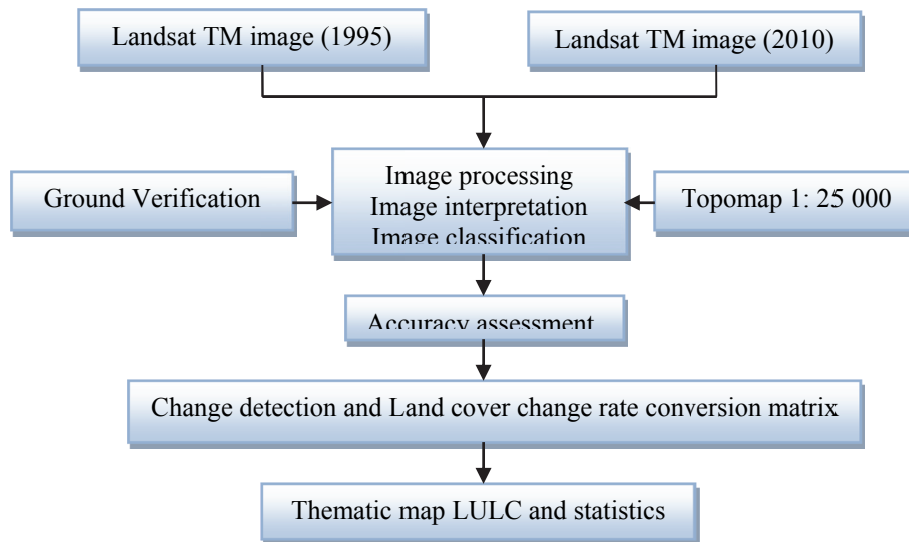 Landsat TM image (1995)
Landsat TM image (2010)
Image processing
Ground Verification
Image interpretation
Topomap 1: 25 000
Image classification
Accuracy assessment
Change detection and Land cover change rate conversion matrix
Thematic map LULC and statistics